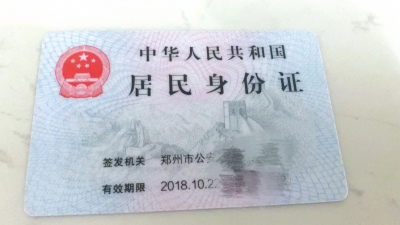 中华人民共和国
居民身份证
签发机关 郑州市公安
有效期限 2018.10.2